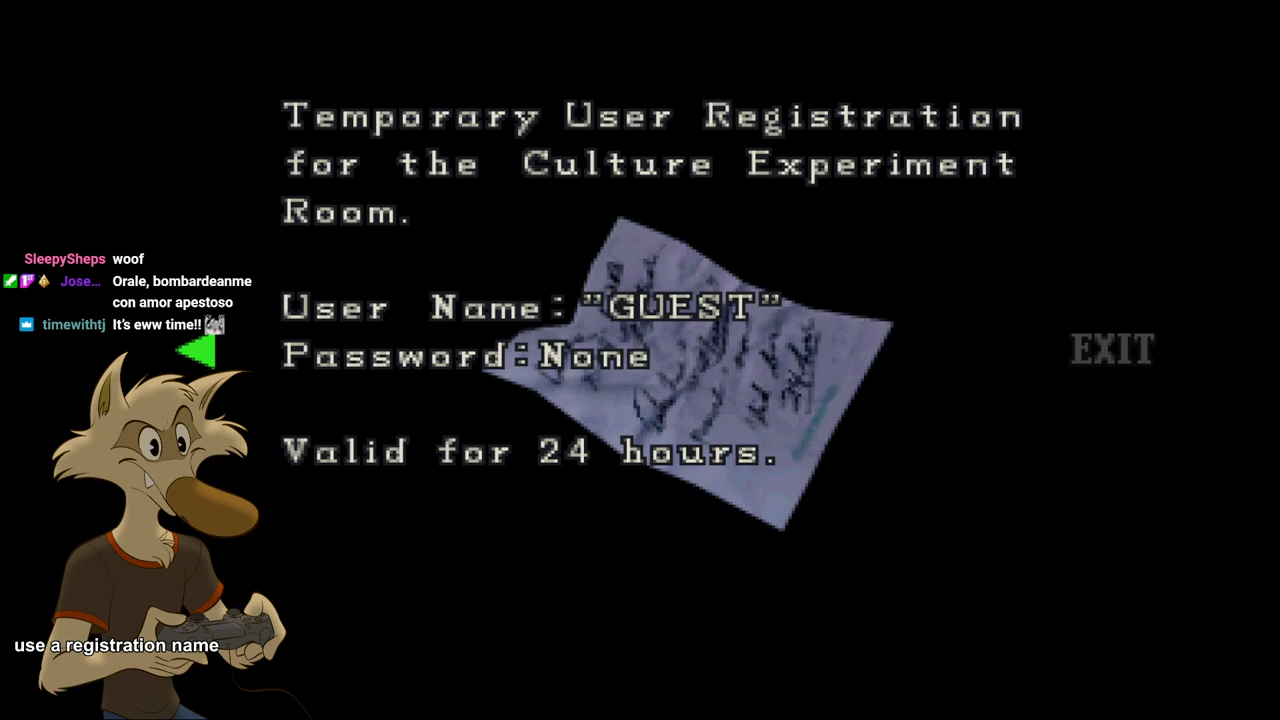 Temporary User Registration
for the Culture Experiment
Room.
User Name:"GUEST"
Password:None
Valid for 24 hours.
EXIT
SleepySheps woof
Jose... Orale, bombardeanme
con amor apestoso
timewithtj It's eww time!!
use a registration name